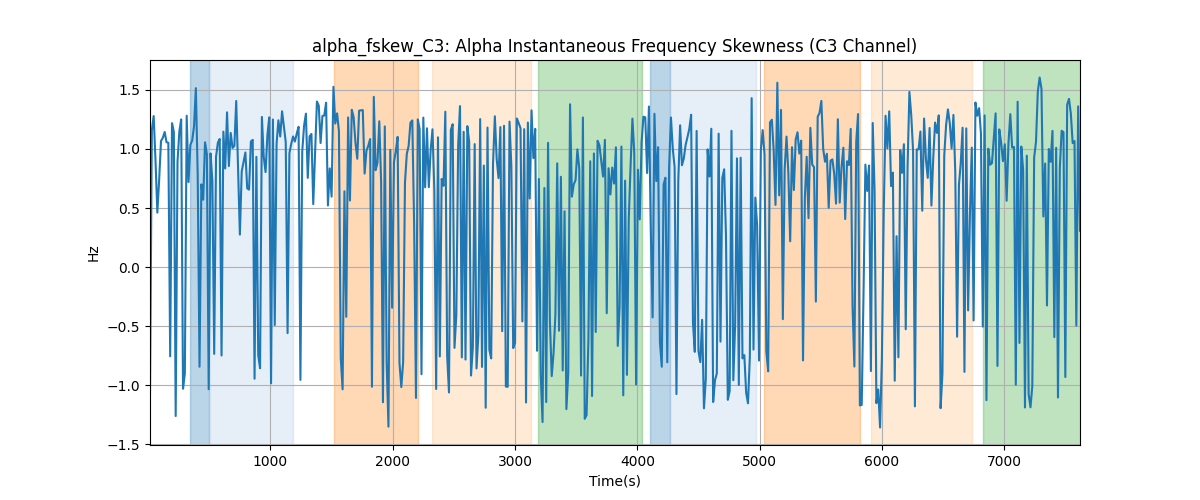 alpha_fskew_C3: Alpha Instantaneous Frequency Skewness (C3 Channel)
1.5
1.0
0.5
0.0
−0.5
−1.0
−1.5
Hz
1000 2000 3000 4000 5000 6000 7000
Time(s)